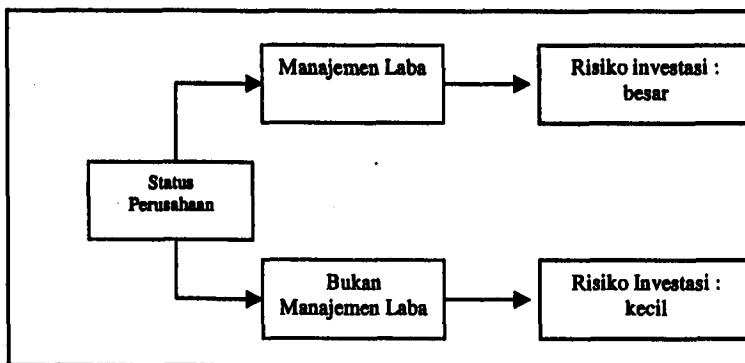 Manajemen Laba
Risiko investasi :
besar
Status
Perusahaan
Bukan
Manajemen Laba
Risiko Investasi :
kecil